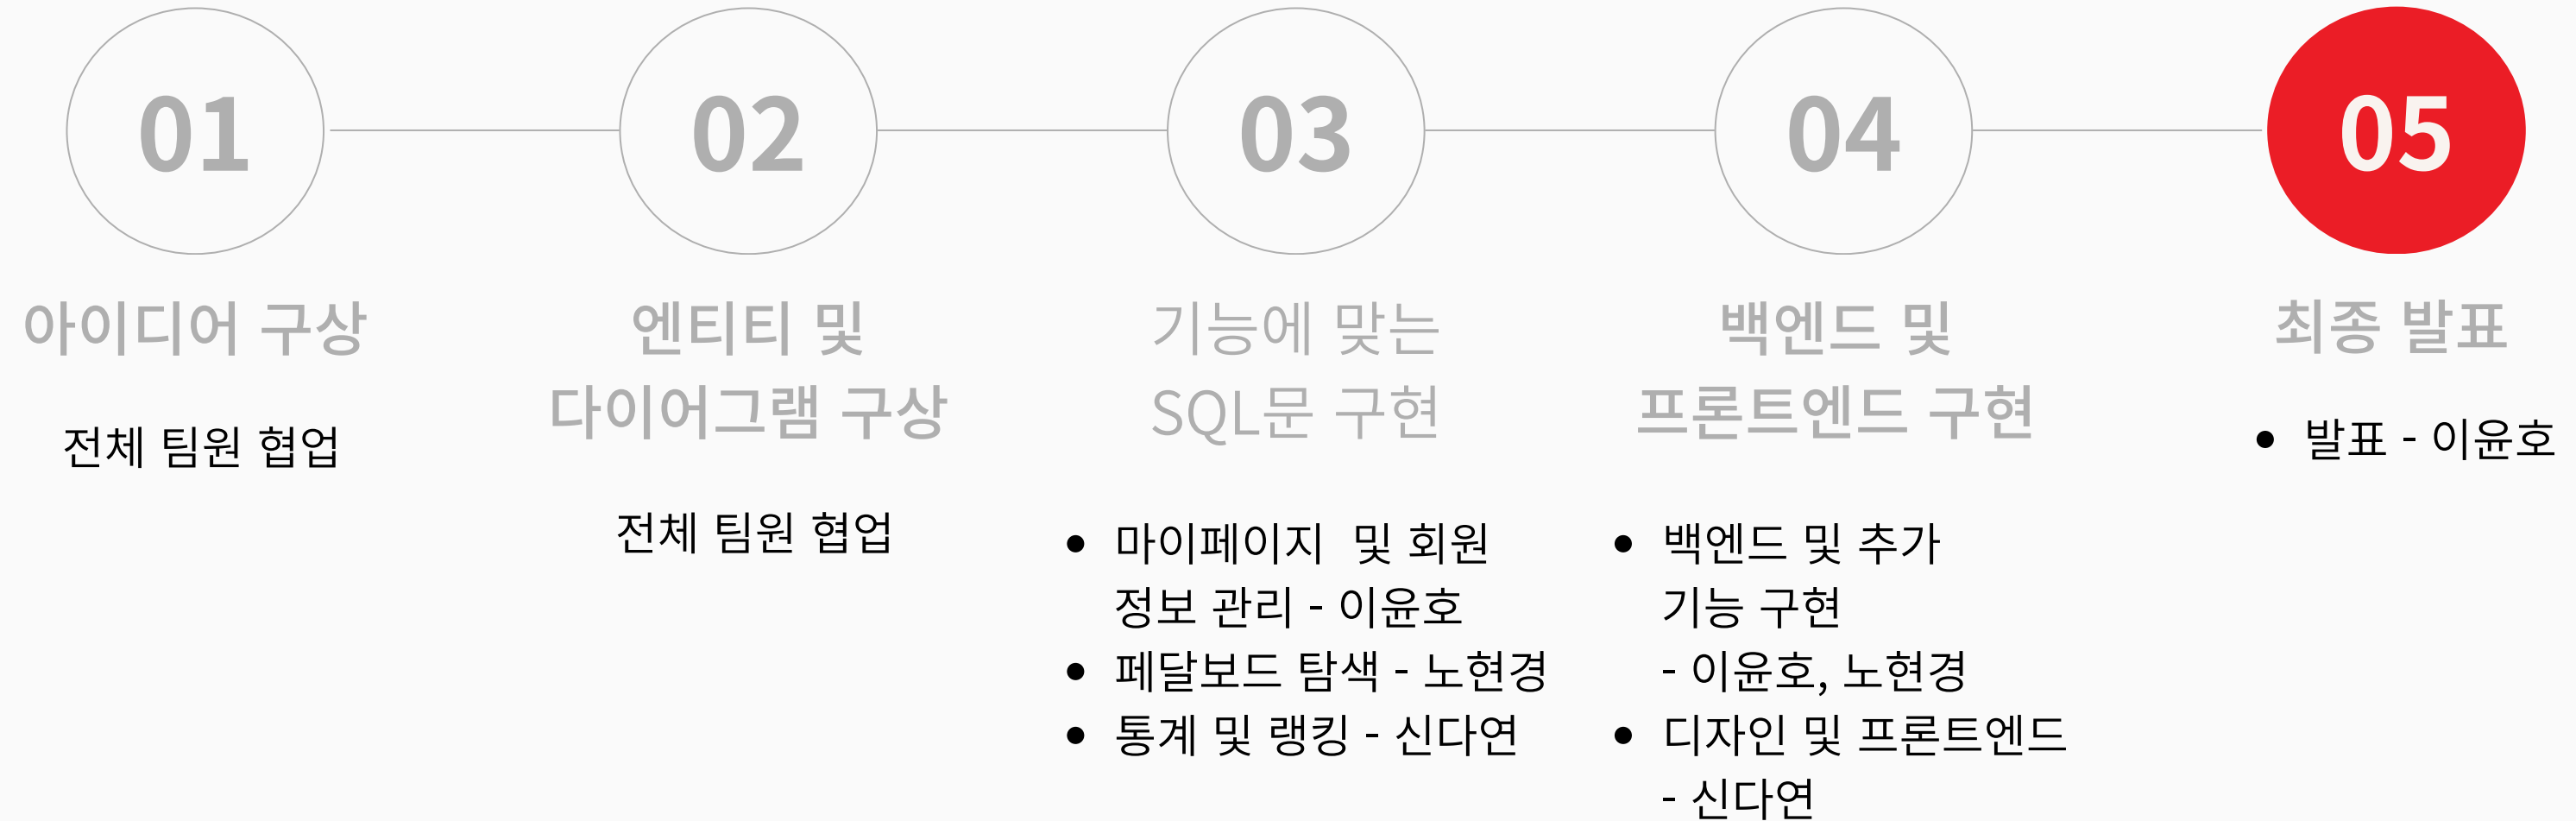 01
아이디어 구상
전체 팀원 협업
02
엔티티 및
다이어그램 구상
전체 팀원 협업
03
기능에 맞는
SQL문 구현
• 마이페이지 및 회원
정보 관리 - 이윤호
• 페달보드 탐색 - 노현경
• 통계 및 랭킹 - 신다연
04
백엔드 및
프론트엔드 구현
• 백엔드 및 추가
기능 구현
- 이윤호, 노현경
• 디자인 및 프론트엔드
- 신다연
05
최종 발표
• 발표 - 이윤호